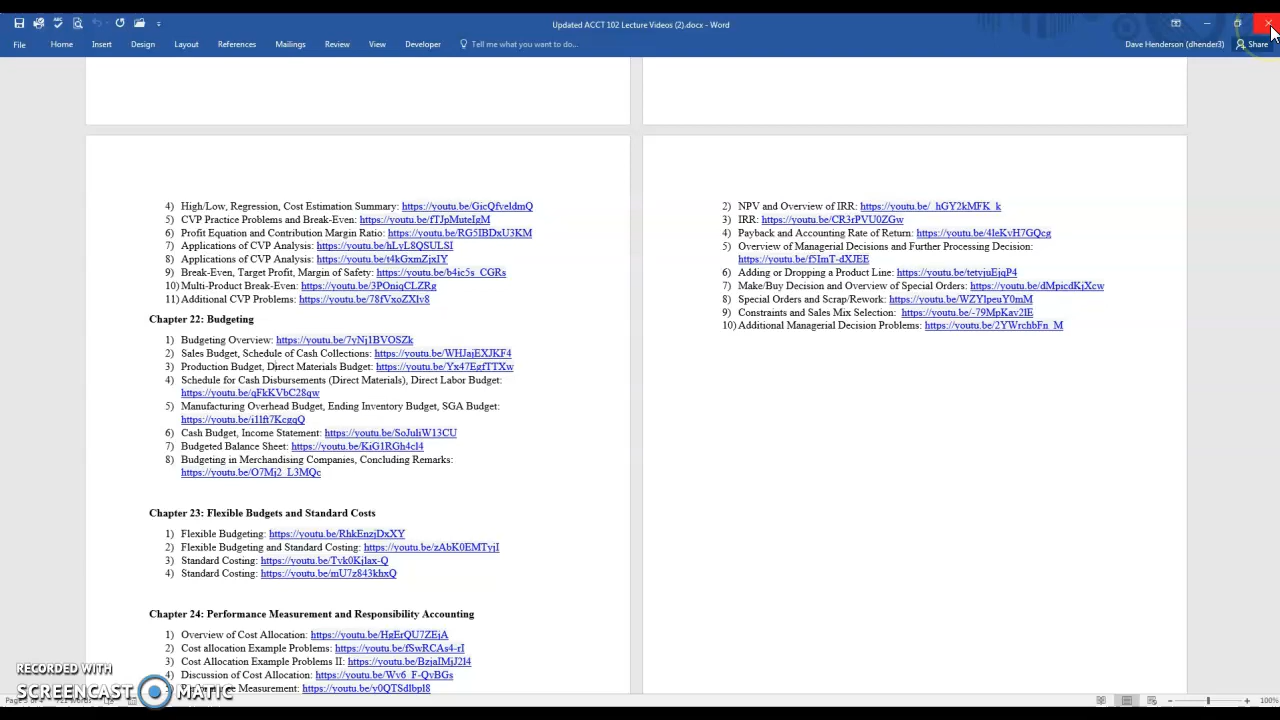 Updated ACCT 102 Lecture Videos (2).docx - Word
File Home Insert Design Layout References Mailings Review View Developer Tell me what you want to do... Dave Henderson (dhender3) Share
4) High/Low, Regression, Cost Estimation Summary: https://youtu.be/GicQfveldmQ
5) CVP Practice Problems and Break-Even: https://youtu.be/fTJpMuteIgM
6) Profit Equation and Contribution Margin Ratio: https://youtu.be/RG5IBDxU3KM
7) Applications of CVP Analysis: https://youtu.be/hLyL8QSULSI
8) Applications of CVP Analysis: https://youtu.be/t4kGxmZjxIY
9) Break-Even, Target Profit, Margin of Safety: https://youtu.be/b4ic5s_CGRs
10) Multi-Product Break-Even: https://youtu.be/3POniqCLZRg
11) Additional CVP Problems: https://youtu.be/78fVxoZXlv8
Chapter 22: Budgeting
1) Budgeting Overview: https://youtu.be/7yNj1BVOSZk
2) Sales Budget, Schedule of Cash Collections: https://youtu.be/WHJajEXJKF4
3) Production Budget, Direct Materials Budget: https://youtu.be/Yx47EgfTTXw
4) Schedule for Cash Disbursements (Direct Materials), Direct Labor Budget:
https://youtu.be/qFkKVbC28qw
5) Manufacturing Overhead Budget, Ending Inventory Budget, SGA Budget:
https://youtu.be/i1lft7KcgqQ
6) Cash Budget, Income Statement: https://youtu.be/SoJuliW13CU
7) Budgeted Balance Sheet: https://youtu.be/KiG1RGh4cl4
8) Budgeting in Merchandising Companies, Concluding Remarks:
https://youtu.be/O7Mj2_L3MQc
Chapter 23: Flexible Budgets and Standard Costs
1) Flexible Budgeting: https://youtu.be/RhkEnzjDxXY
2) Flexible Budgeting and Standard Costing: https://youtu.be/zAbK0EMTyjI
3) Standard Costing: https://youtu.be/Tvk0Kjlax-Q
4) Standard Costing: https://youtu.be/mU7z843khxQ
Chapter 24: Performance Measurement and Responsibility Accounting
1) Overview of Cost Allocation: https://youtu.be/HgErQU7ZEjA
2) Cost allocation Example Problems: https://youtu.be/fSwRCAs4-rI
3) Cost Allocation Example Problems II: https://youtu.be/BzjaIMjJ2l4
4) Discussion of Cost Allocation: https://youtu.be/Wv6_F-QvBGs
Measurement: https://youtu.be/y0QTSdlbpl8
2) NPV and Overview of IRR: https://youtu.be/_hGY2kMFK_k
3) IRR: https://youtu.be/CR3rPVU0ZGw
4) Payback and Accounting Rate of Return: https://youtu.be/4leKvH7GQcg
5) Overview of Managerial Decisions and Further Processing Decision:
https://youtu.be/f5ImT-dXJEE
6) Adding or Dropping a Product Line: https://youtu.be/tetyjuEjqP4
7) Make/Buy Decision and Overview of Special Orders: https://youtu.be/dMpicdKjXcw
8) Special Orders and Scrap/Rework: https://youtu.be/WZYlpeuY0mM
9) Constraints and Sales Mix Selection: https://youtu.be/-79MpKav2lE
10) Additional Managerial Decision Problems: https://youtu.be/2YWrchbFn_M
RECORDED WITH
SCREENCAST MATIC
100%